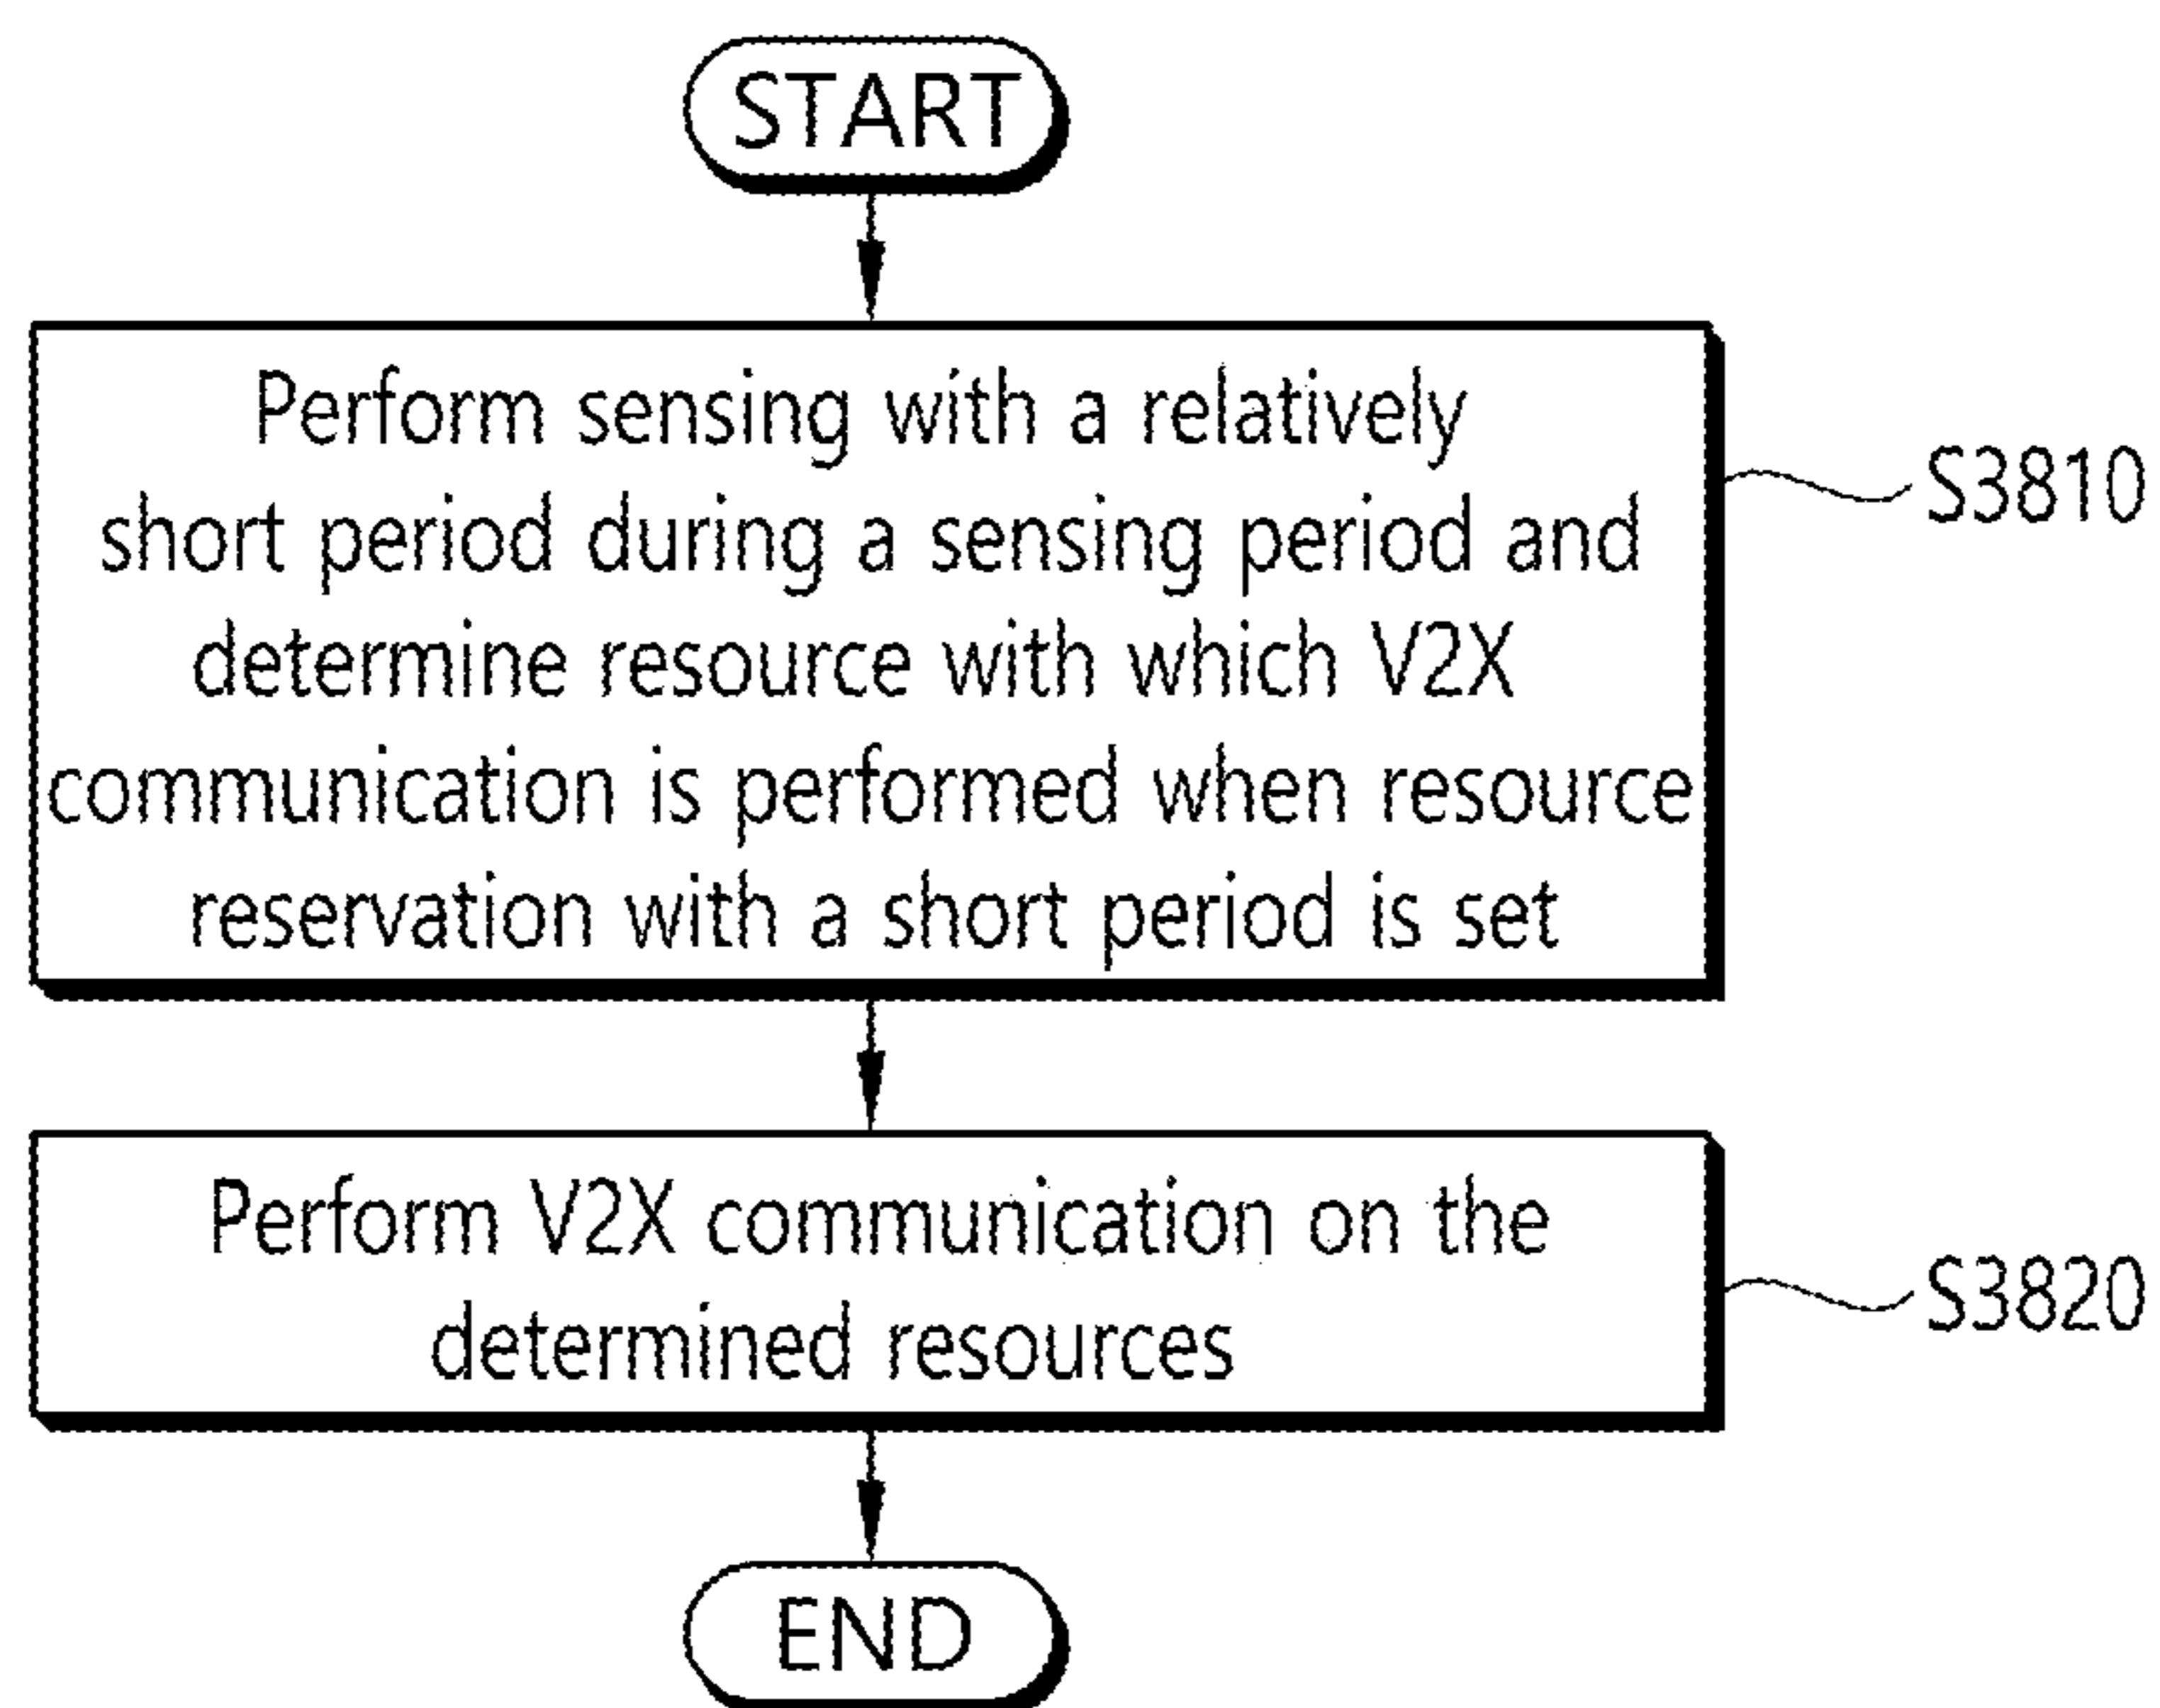 START
Perform sensing with a relatively
short period during a sensing period and
determine resource with which V2X
communication is performed when resource
reservation with a short period is set
S3810
Perform V2X communication on the
determined resources
S3820
END